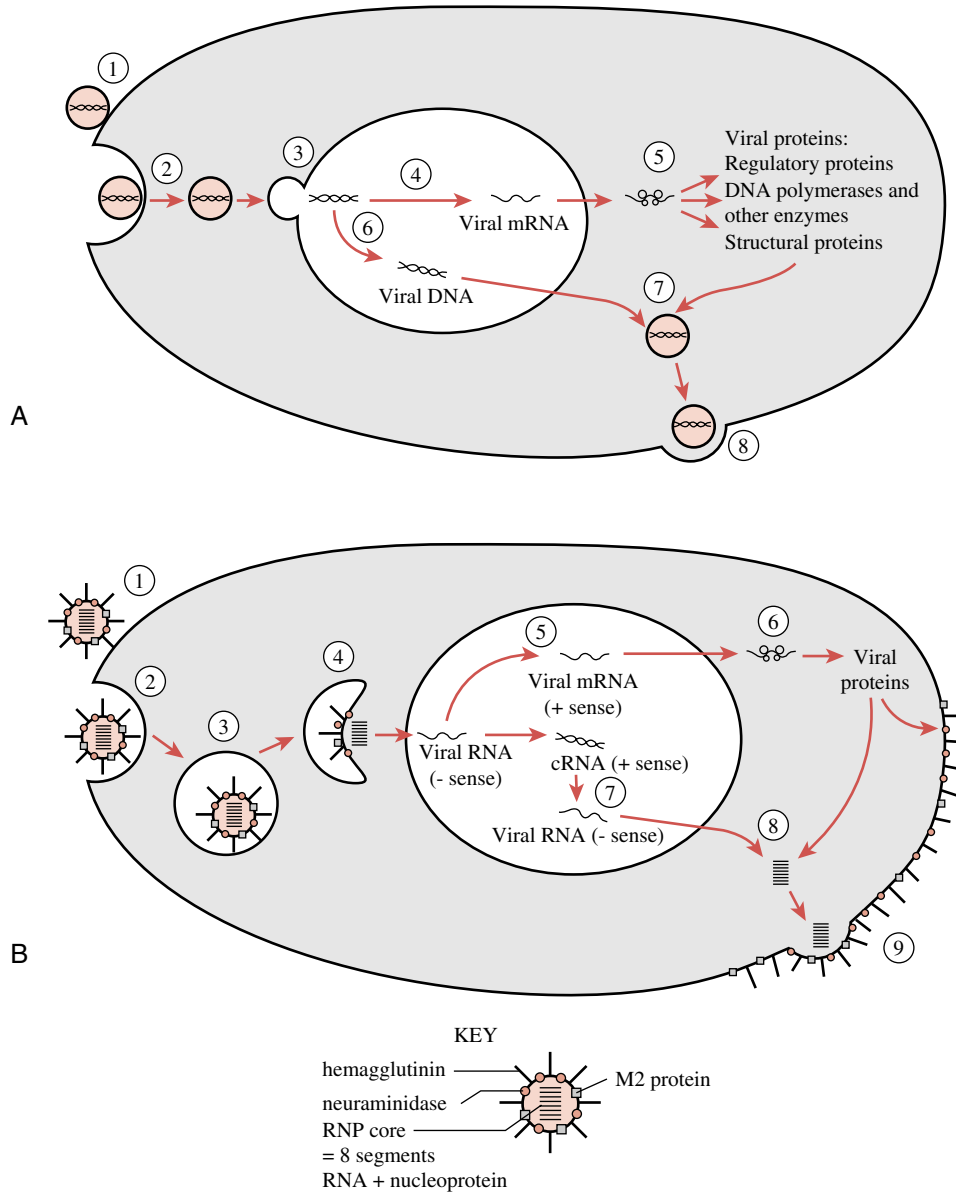 1
2
3
4
5
Viral proteins:
Regulatory proteins
DNA polymerases and
other enzymes
Structural proteins
Viral mRNA
6
Viral DNA
7
8
A
1
2
3
4
5
Viral mRNA
(+ sense)
6
Viral
proteins
Viral RNA
(- sense)
cRNA (+ sense)
7
Viral RNA (- sense)
8
9
B
KEY
hemagglutinin
neuraminidase
RNP core
= 8 segments
RNA + nucleoprotein
M2 protein